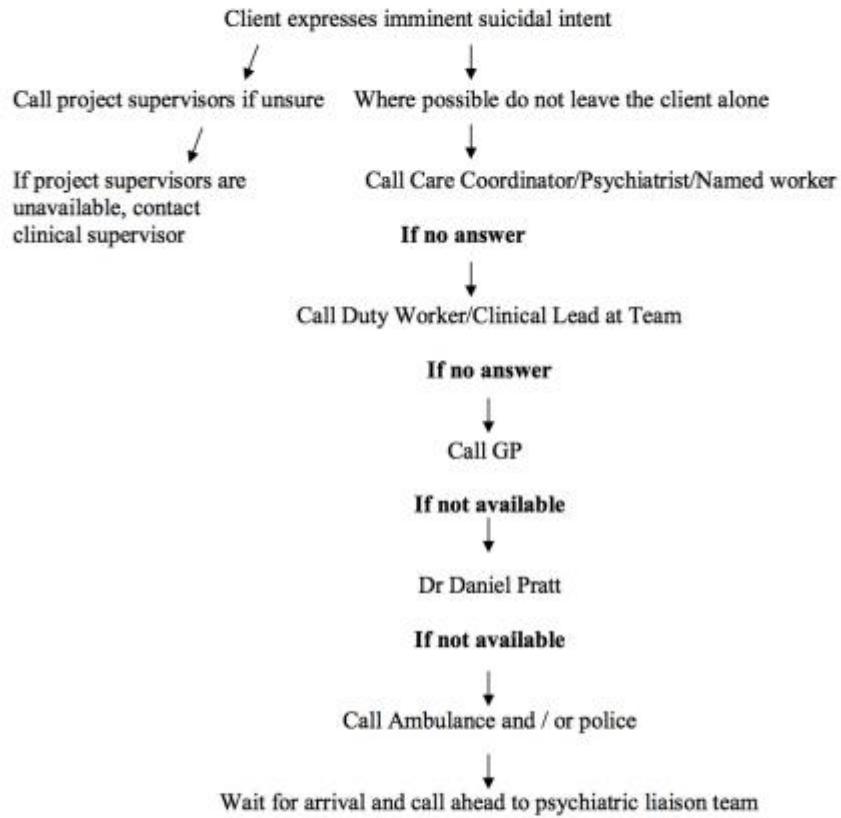 Client expresses imminent suicidal intent
Call project supervisors if unsure
Where possible do not leave the client alone
If project supervisors are
unavailable, contact
clinical supervisor
Call Care Coordinator/Psychiatrist/Named worker
If no answer
Call Duty Worker/Clinical Lead at Team
If no answer
Call GP
If not available
Dr Daniel Pratt
If not available
Call Ambulance and / or police
Wait for arrival and call ahead to psychiatric liaison team